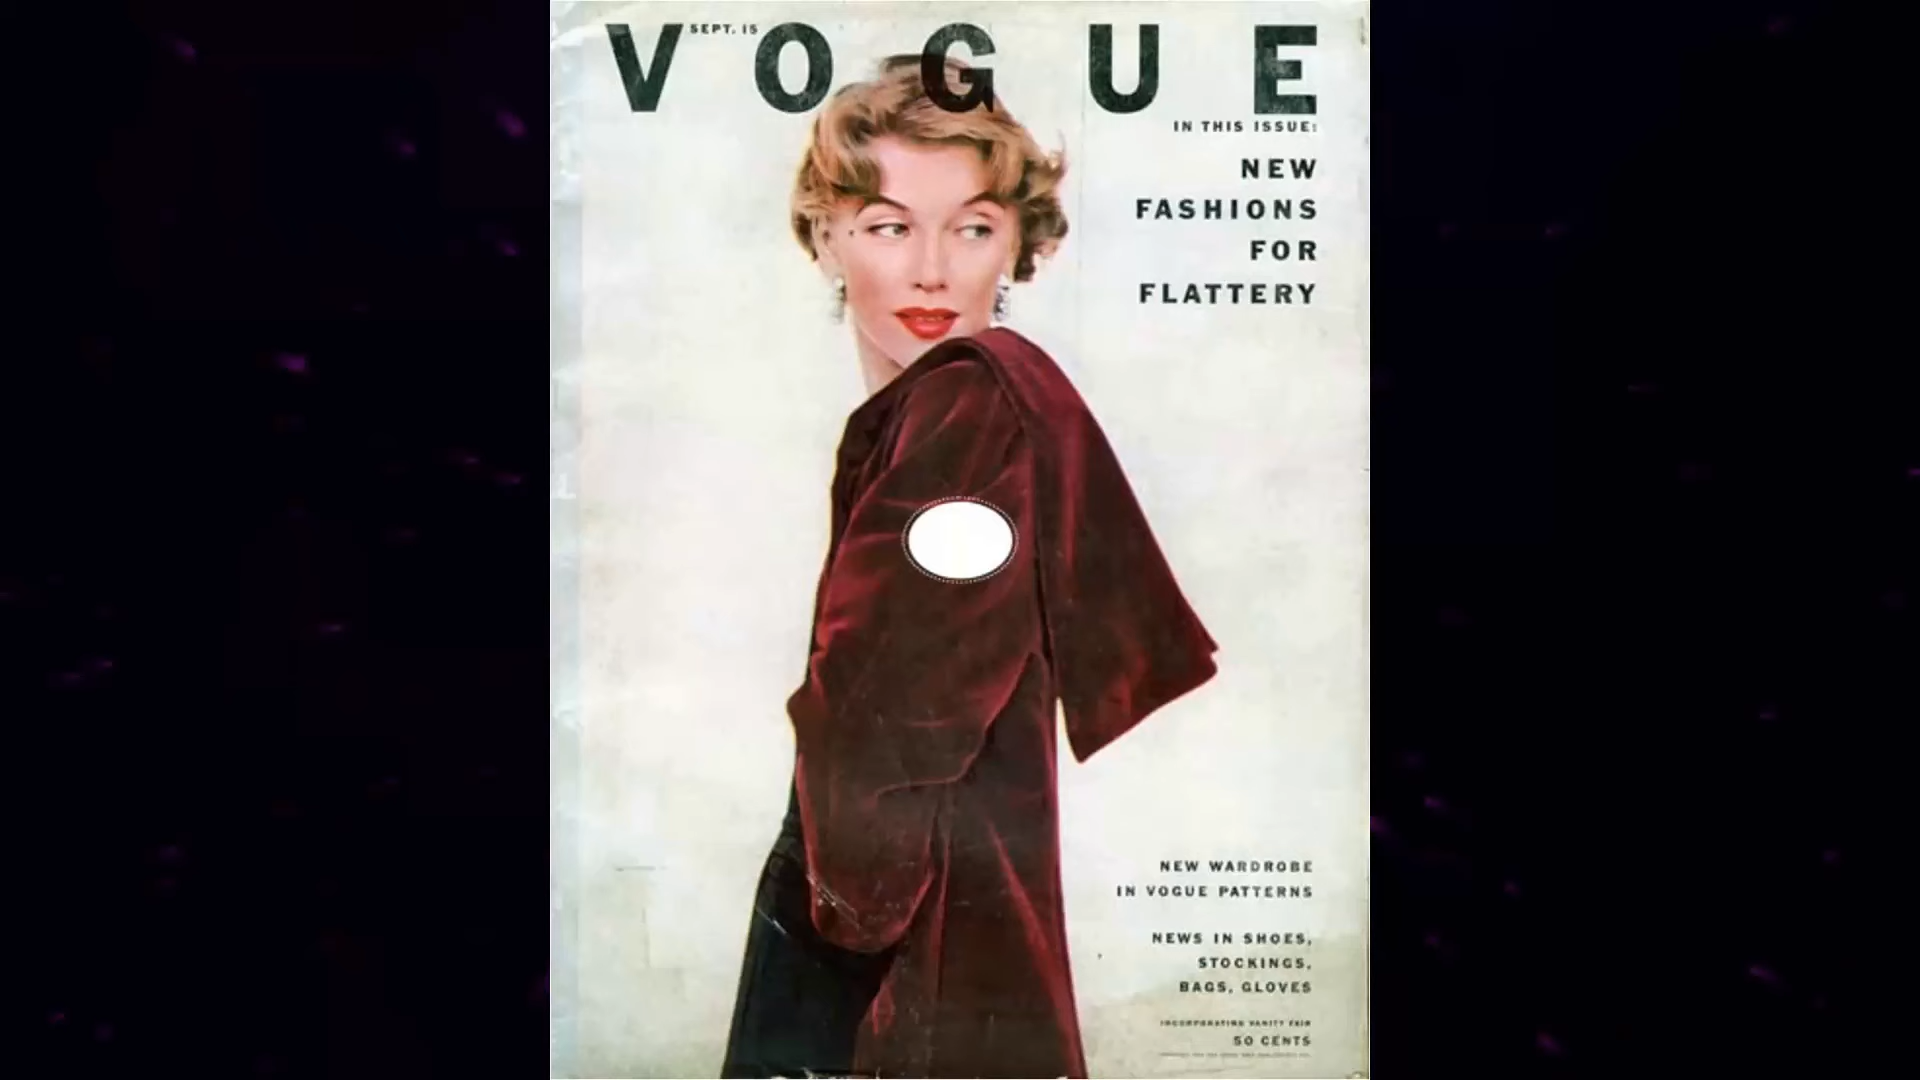 VOGUE
SEPT. 15
IN THIS ISSUE:
NEW
FASHIONS
FOR
FLATTERY
NEW WARDROBE
IN VOGUE PATTERNS
NEWS IN SHOES,
STOCKINGS,
BAGS, GLOVES
INCORPORATING VANITY FAIR
50 CENTS